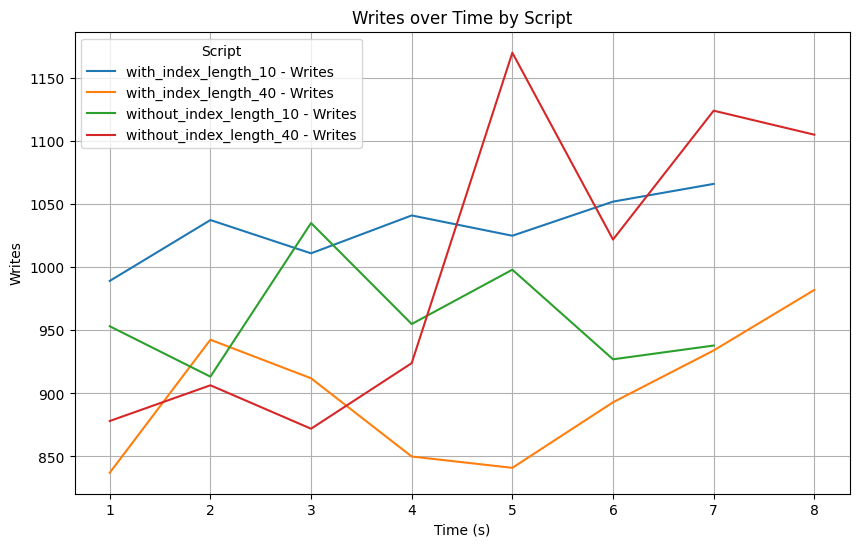 Writes over Time by Script
Script
with_index_length_10 - Writes
with_index_length_40 - Writes
without_index_length_10 - Writes
without_index_length_40 - Writes
Writes
1150
1100
1050
1000
950
900
850
1 2 3 4 5 6 7 8
Time (s)